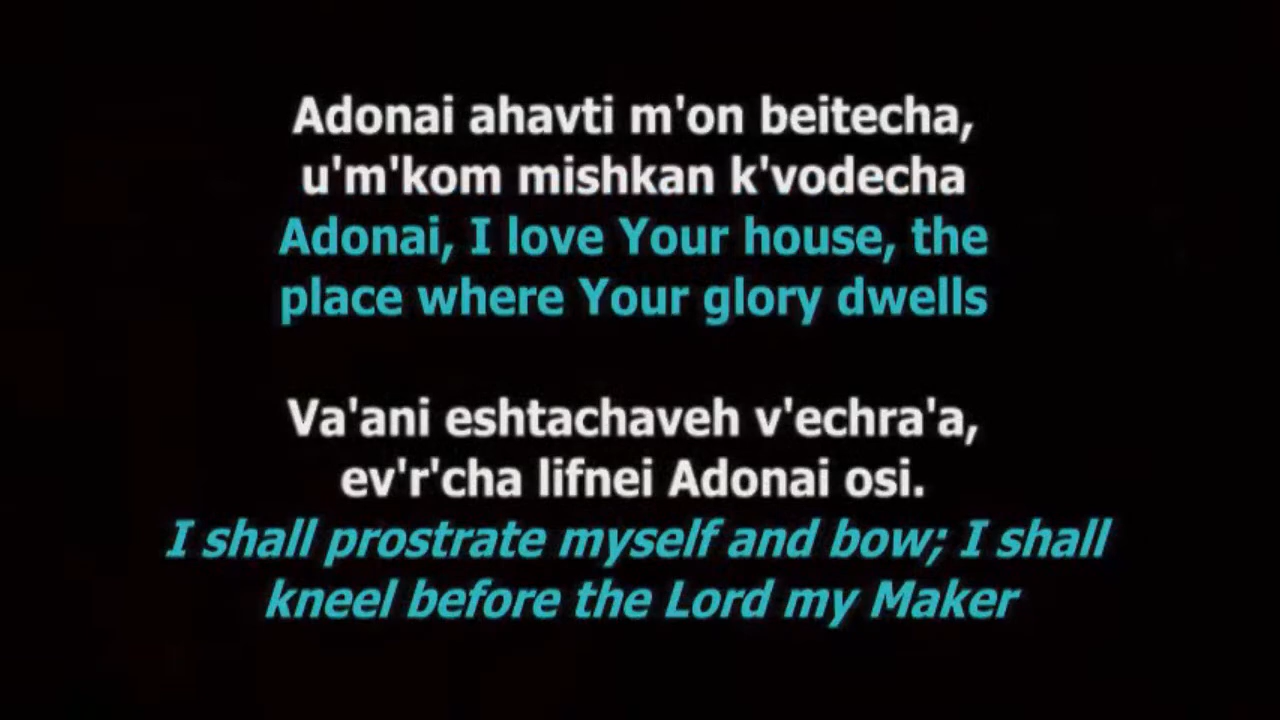 Adonai ahavti m'on beitecha,
u'm'kom mishkan k'vodecha
Adonai, I love Your house, the
place where Your glory dwells
Va'ani eshtachaveh v'echra'a,
ev'r'cha lifnei Adonai osi.
I shall prostrate myself and bow; I shall
kneel before the Lord my Maker